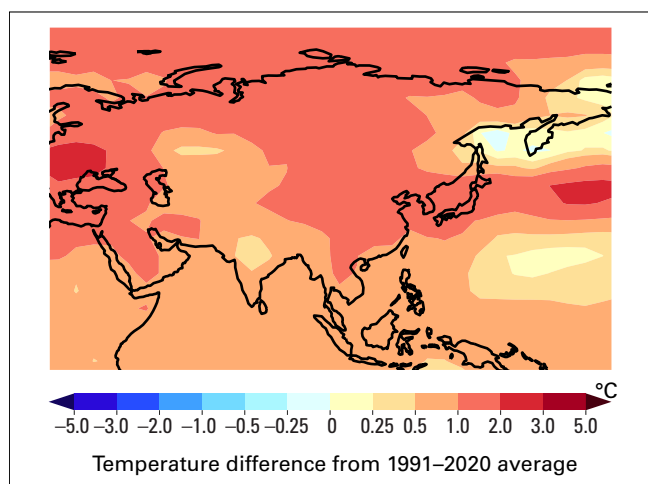 °C
–5.0 –3.0 –2.0 –1.0 –0.5 –0.25 0 0.25 0.5 1.0 2.0 3.0 5.0
Temperature difference from 1991–2020 average